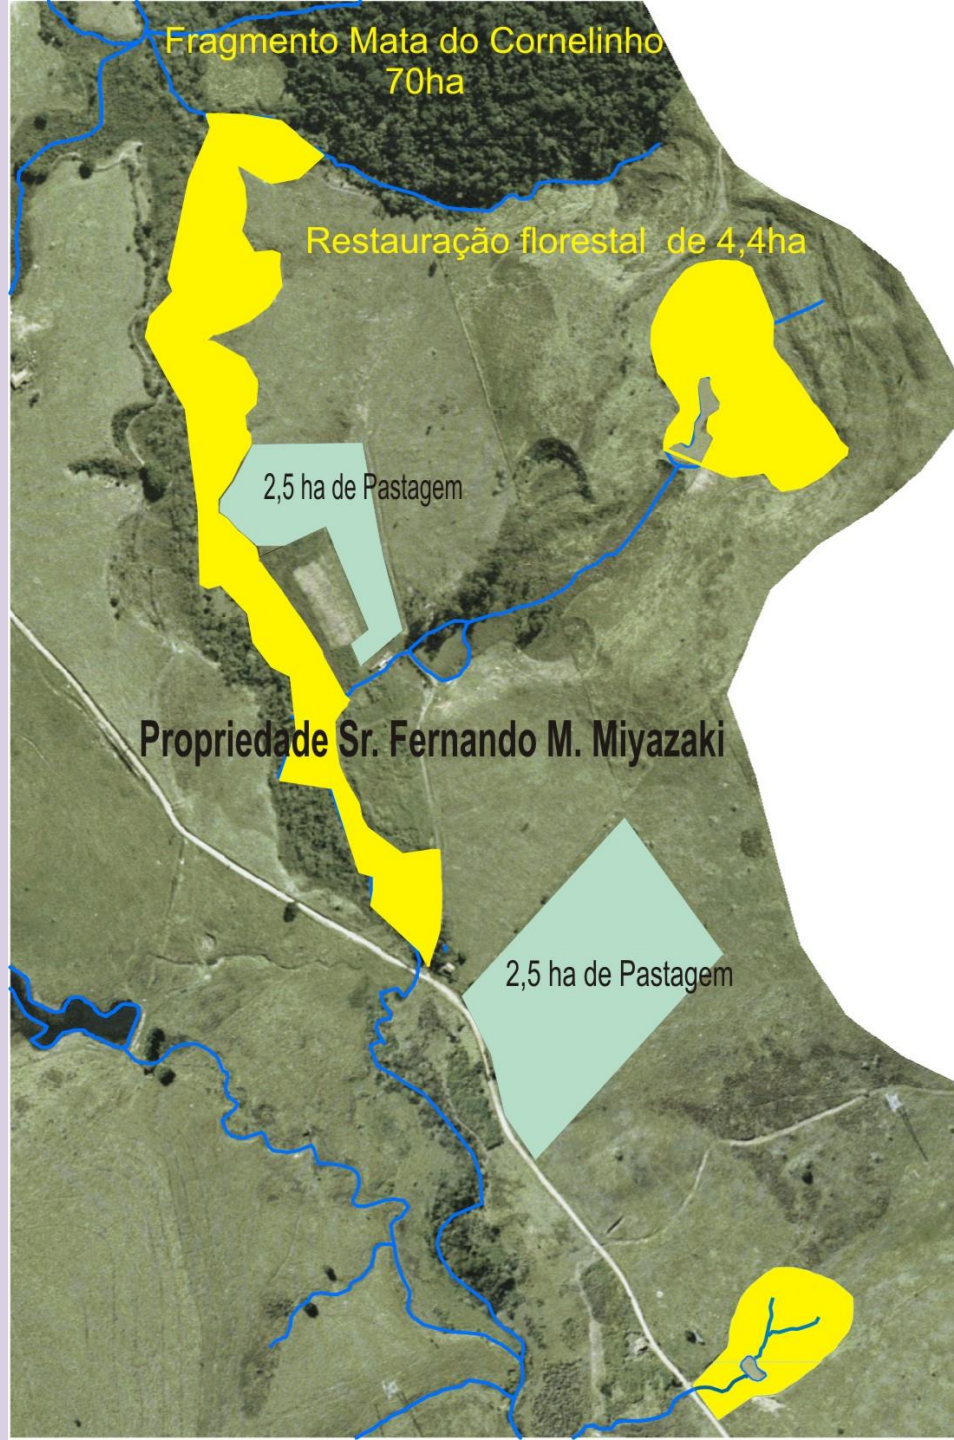 Fragmento Mata do Cornelinho
70ha
Restauração florestal de 4,4ha
2,5 ha de Pastagem
Propriedade Sr. Fernando M. Miyazaki
2,5 ha de Pastagem